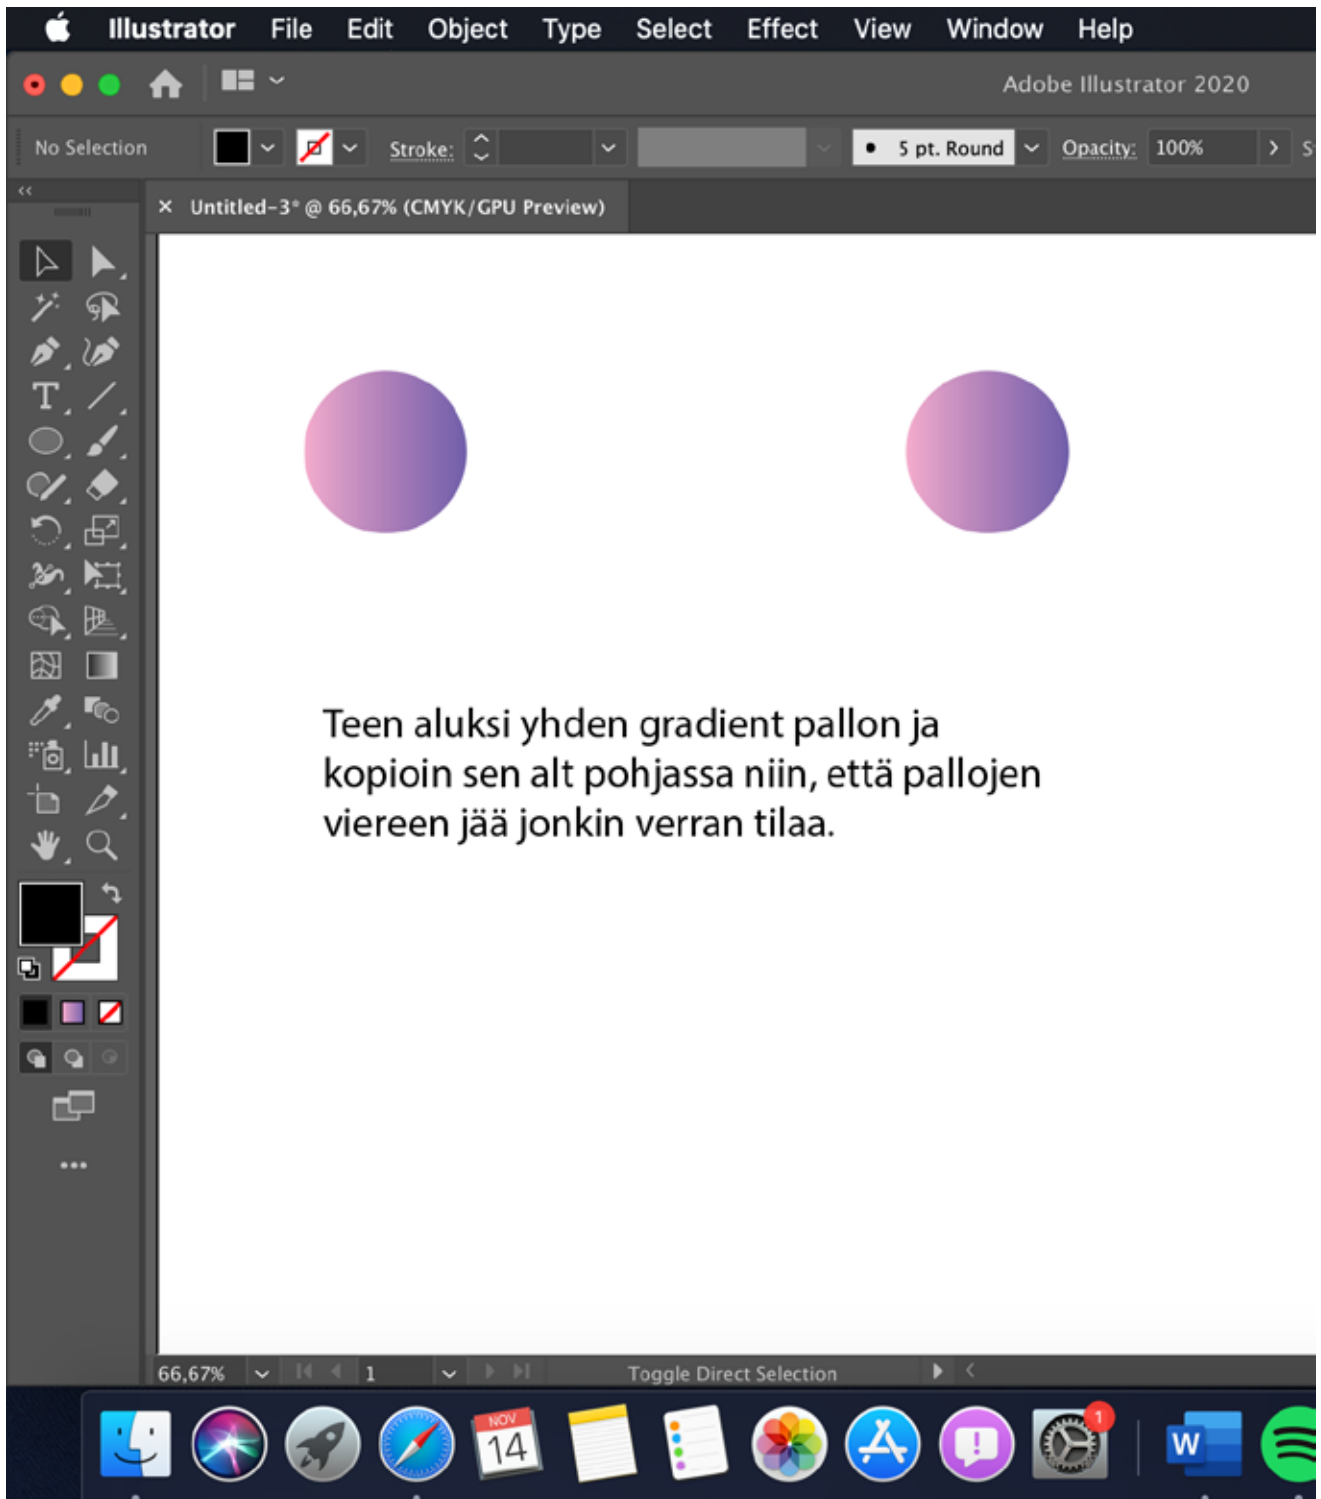 Illustrator File Edit Object Type Select Effect View Window Help
Adobe Illustrator 2020
No Selection Stroke: 5 pt. Round Opacity: 100%
× Untitled-3* @ 66,67% (CMYK/GPU Preview)
Teen aluksi yhden gradient pallon ja
kopioin sen alt pohjassa niin, että pallojen
viereen jää jonkin verran tilaa.
66,67% 1 Toggle Direct Selection
NOV
14
1
W